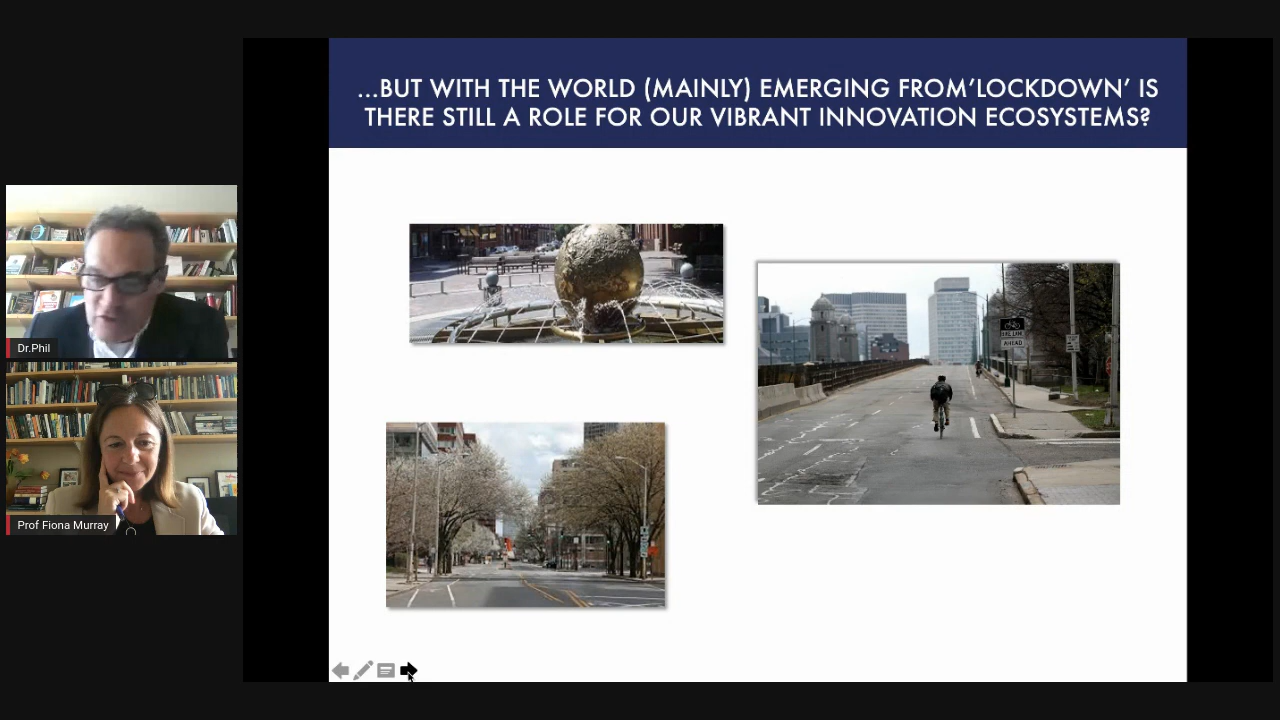 ...BUT WITH THE WORLD (MAINLY) EMERGING FROM'LOCKDOWN' IS
THERE STILL A ROLE FOR OUR VIBRANT INNOVATION ECOSYSTEMS?
Dr.Phil
Prof Fiona Murray
AHEAD